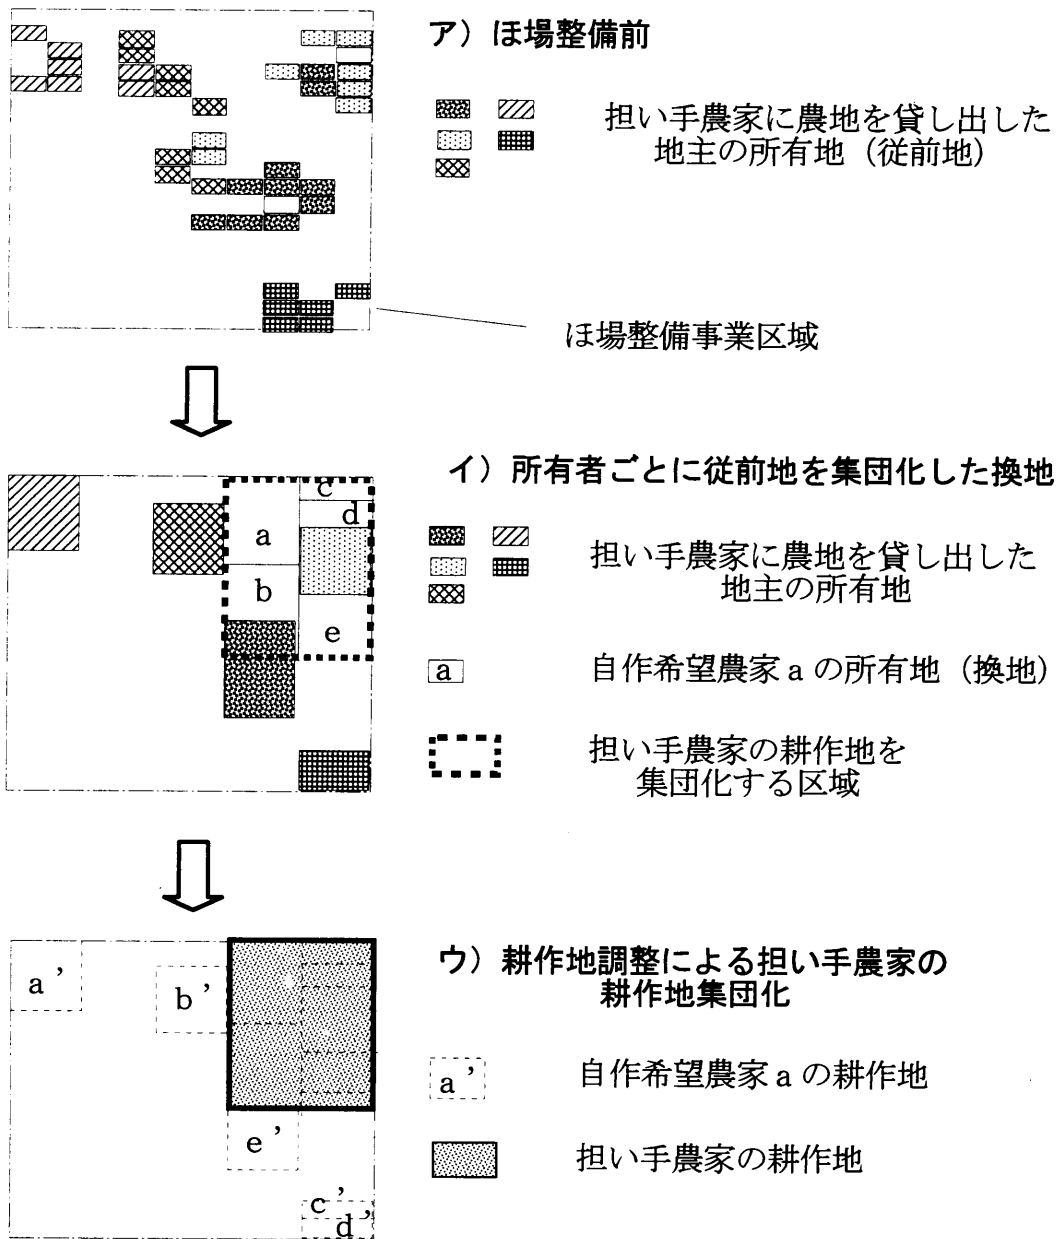 ア）ほ場整備前
担い手農家に農地を貸し出した
地主の所有地（従前地）
ほ場整備事業区域
イ）所有者ごとに従前地を集団化した換地
c
d
a
b
e
担い手農家に農地を貸し出した
地主の所有地
a
自作希望農家 a の所有地（換地）
担い手農家の耕作地を
集団化する区域
ウ）耕作地調整による担い手農家の
耕作地集団化
a’
b’
e’
c’
d’
a’
自作希望農家 a の耕作地
担い手農家の耕作地